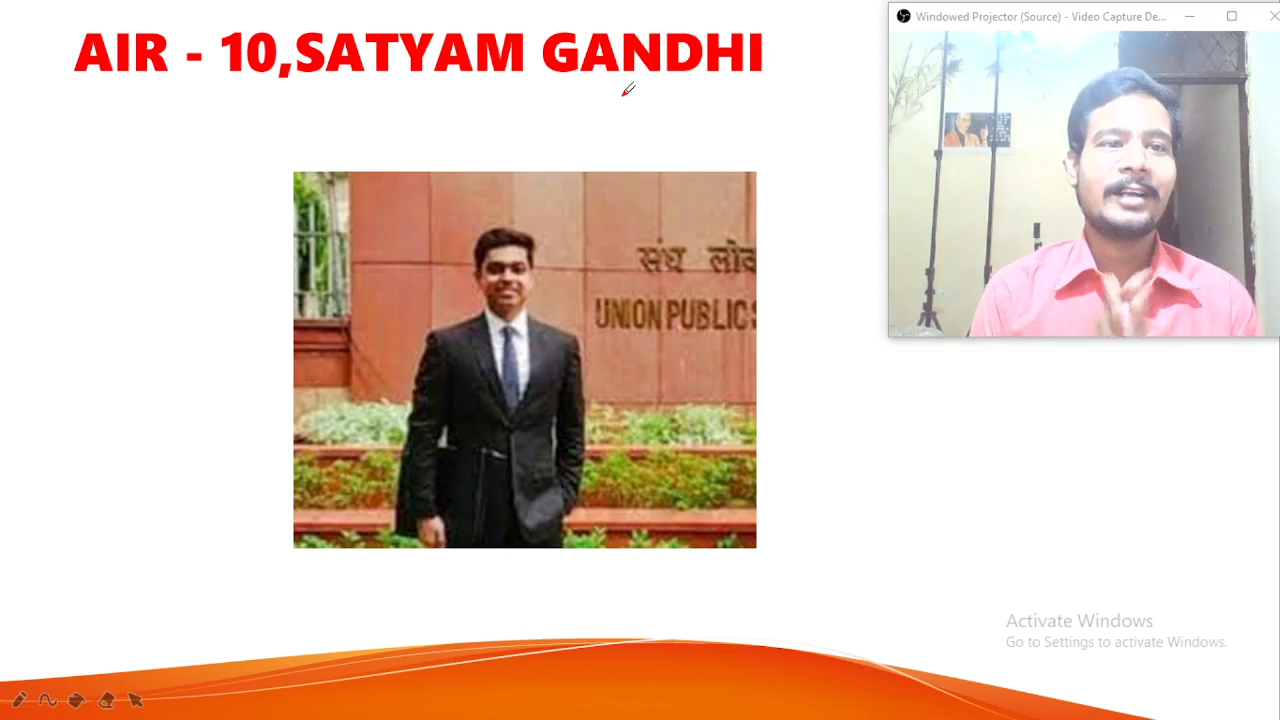 AIR - 10,SATYAM GANDHI
Windowed Projector (Source) - Video Capture De...
संघ लोक
UNION PUBLIC S
Activate Windows
Go to Settings to activate Windows.